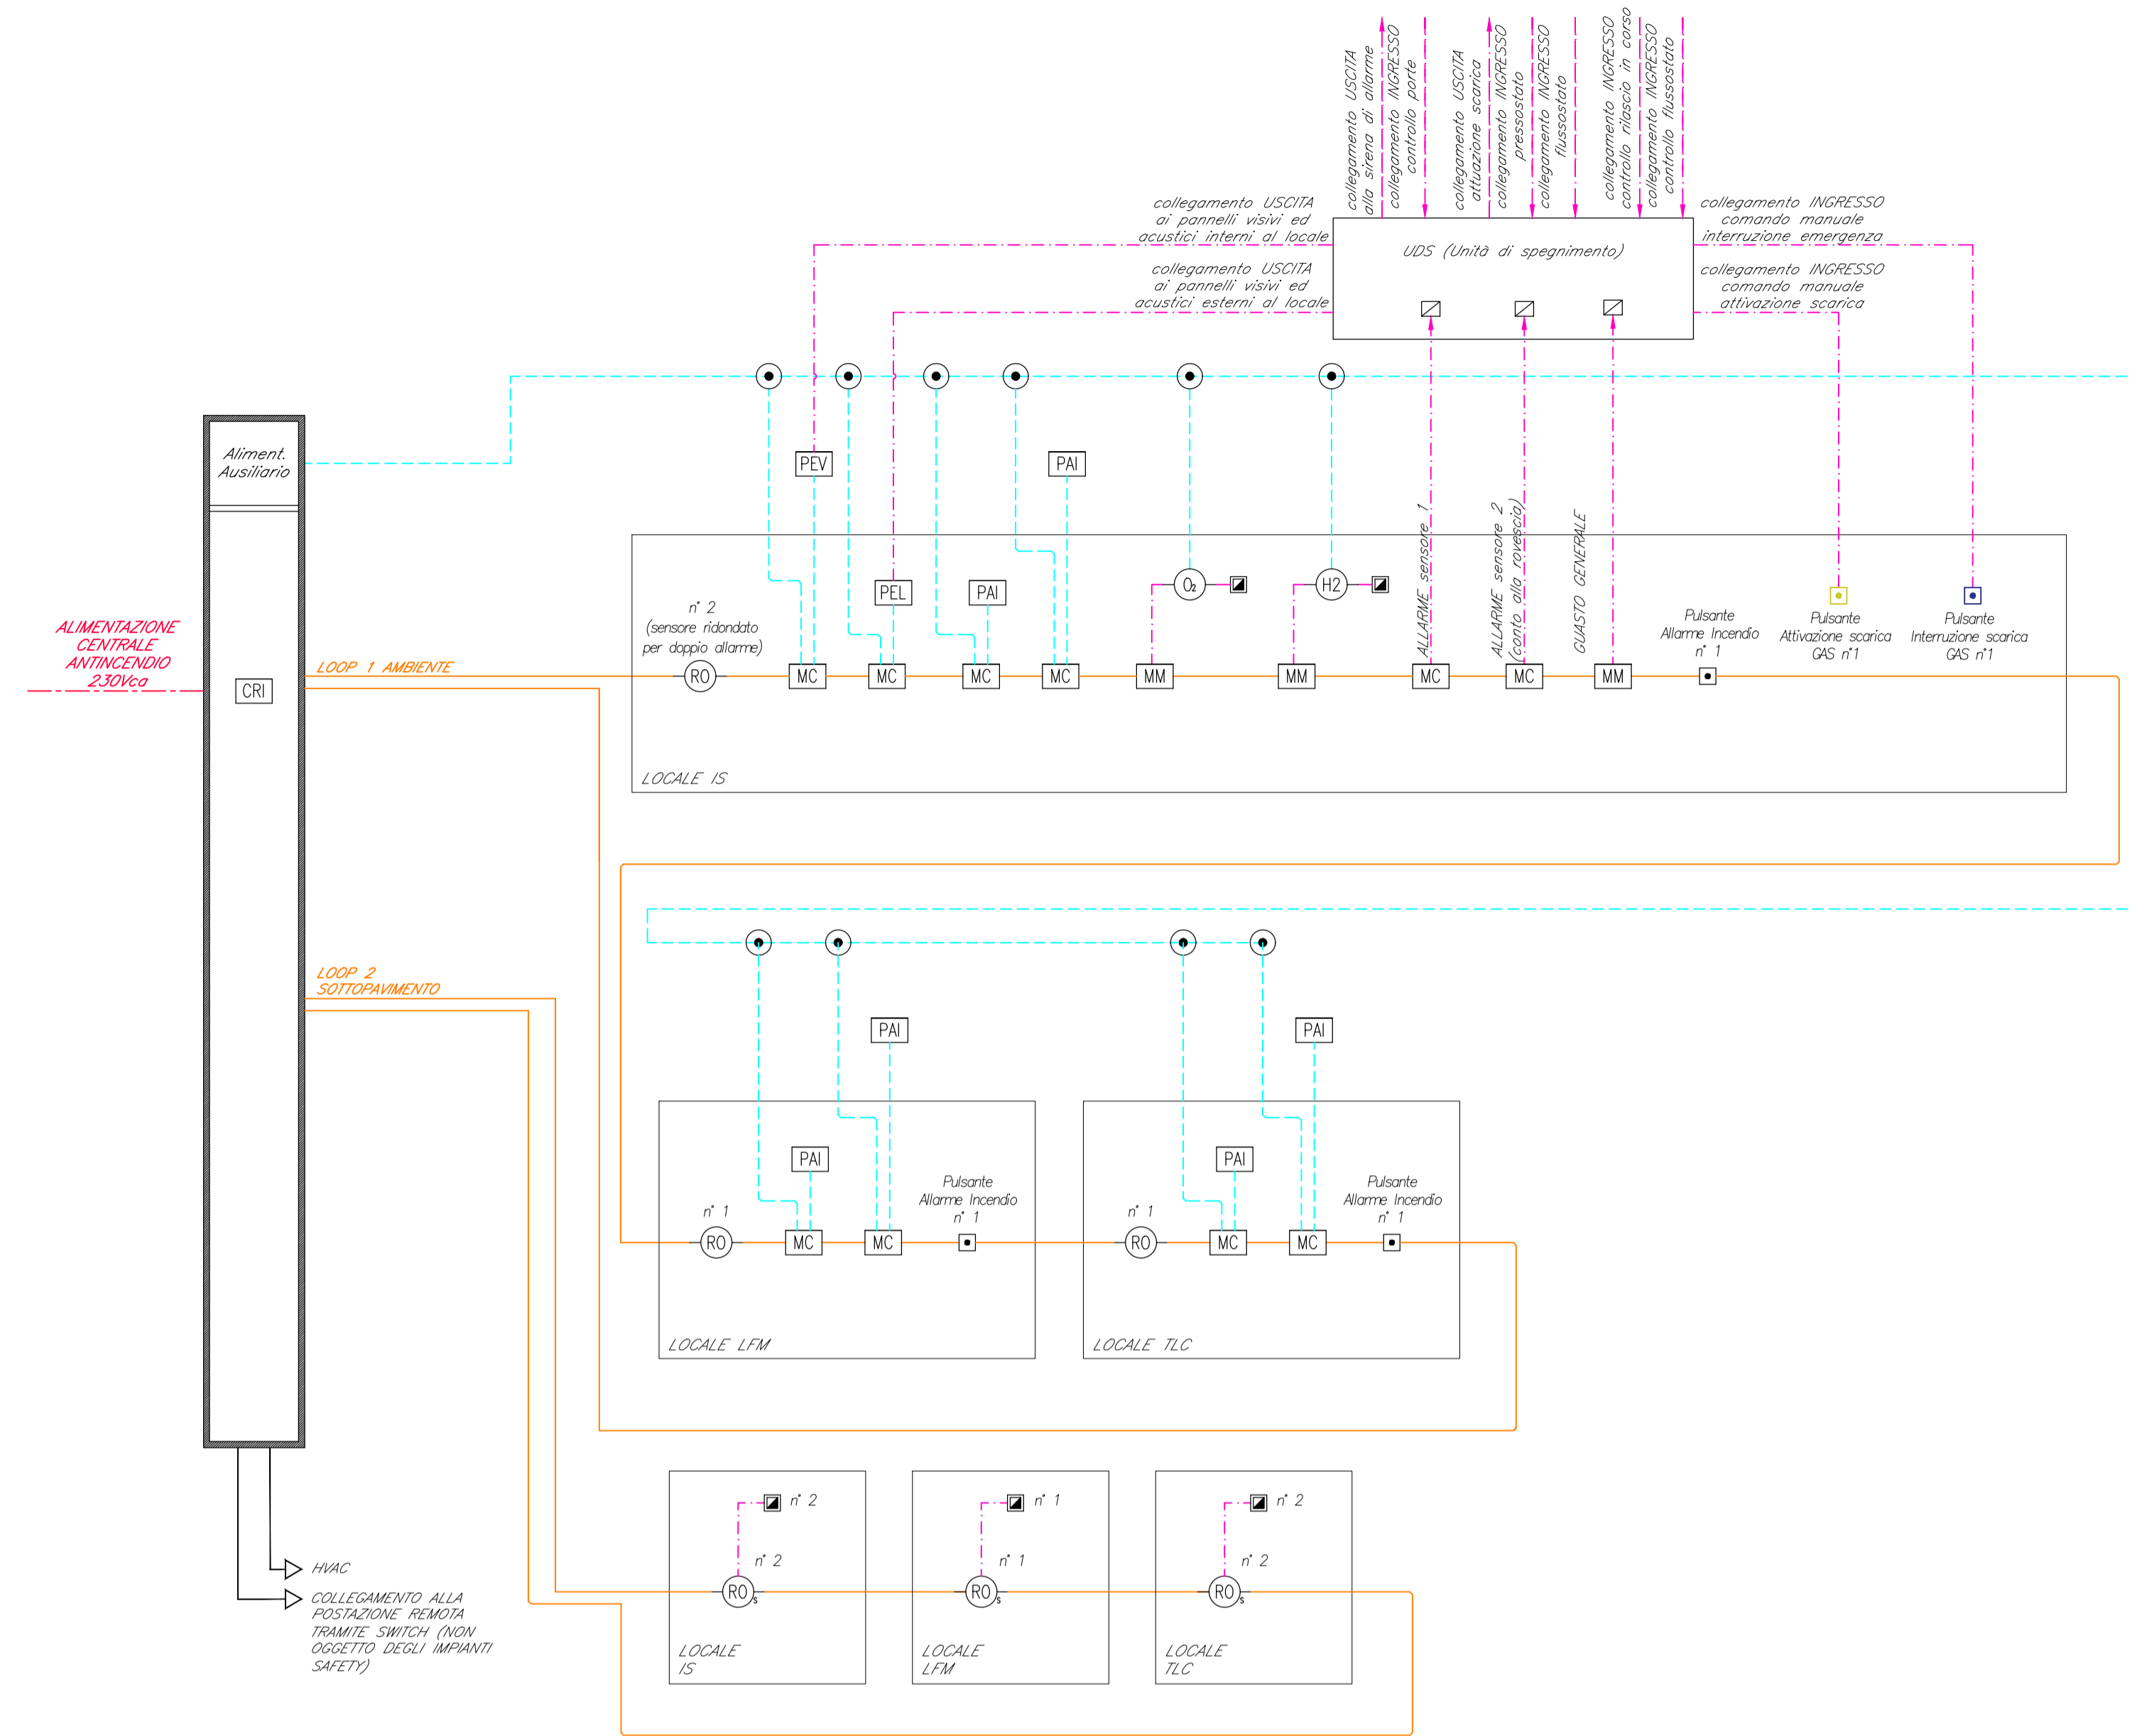 collegamento USCITA
alla sirena di allarme
collegamento INGRESSO
controllo porte
collegamento USCITA
attuazione scarica
collegamento INGRESSO
pressostato
collegamento INGRESSO
flussostato
collegamento INGRESSO
controllo rilascio in corso
collegamento INGRESSO
controllo flussostato
collegamento USCITA
ai pannelli visivi ed
acustici interni al locale
collegamento USCITA
ai pannelli visivi ed
acustici esterni al locale
UDS (Unità di spegnimento)
collegamento INGRESSO
comando manuale
interruzione emergenza
collegamento INGRESSO
comando manuale
attivazione scarica
Aliment.
Ausiliario
PEV
PAI
PEL
PAI
O2
H2
ALLARME sensore 1
ALLARME sensore 2
(conto alla rovescia)
GUASTO GENERALE
n° 2
(sensore ridondato
per doppio allarme)
Pulsante
Allarme Incendio
n° 1
Pulsante
Attivazione scarica
GAS n°1
Pulsante
Interruzione scarica
GAS n°1
ALIMENTAZIONE
CENTRALE
ANTINCENDIO
230Vca
CRI
LOOP 1 AMBIENTE
RO
MC
MC
MC
MC
MM
MM
MC
MC
MM
LOCALE IS
LOOP 2
SOTTOPAVIMENTO
PAI
PAI
PAI
PAI
n° 1
Pulsante
Allarme Incendio
n° 1
n° 1
Pulsante
Allarme Incendio
n° 1
RO
MC
MC
RO
MC
MC
LOCALE LFM
LOCALE TLC
n° 2
n° 1
n° 2
n° 2
n° 1
n° 2
RO s
RO s
RO s
LOCALE
IS
LOCALE
LFM
LOCALE
TLC
HVAC
COLLEGAMENTO ALLA
POSTAZIONE REMOTA
TRAMITE SWITCH (NON
OGGETTO DEGLI IMPIANTI
SAFETY)